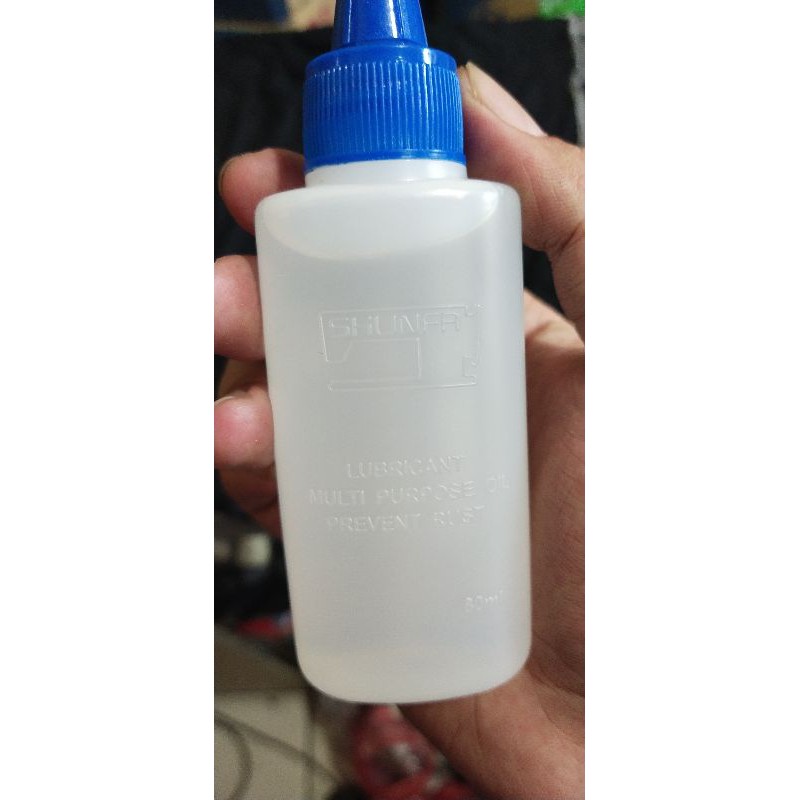 SHUNFA
LUBRICANT
MULTI PURPOSE OIL
PREVENT RUST
80ml